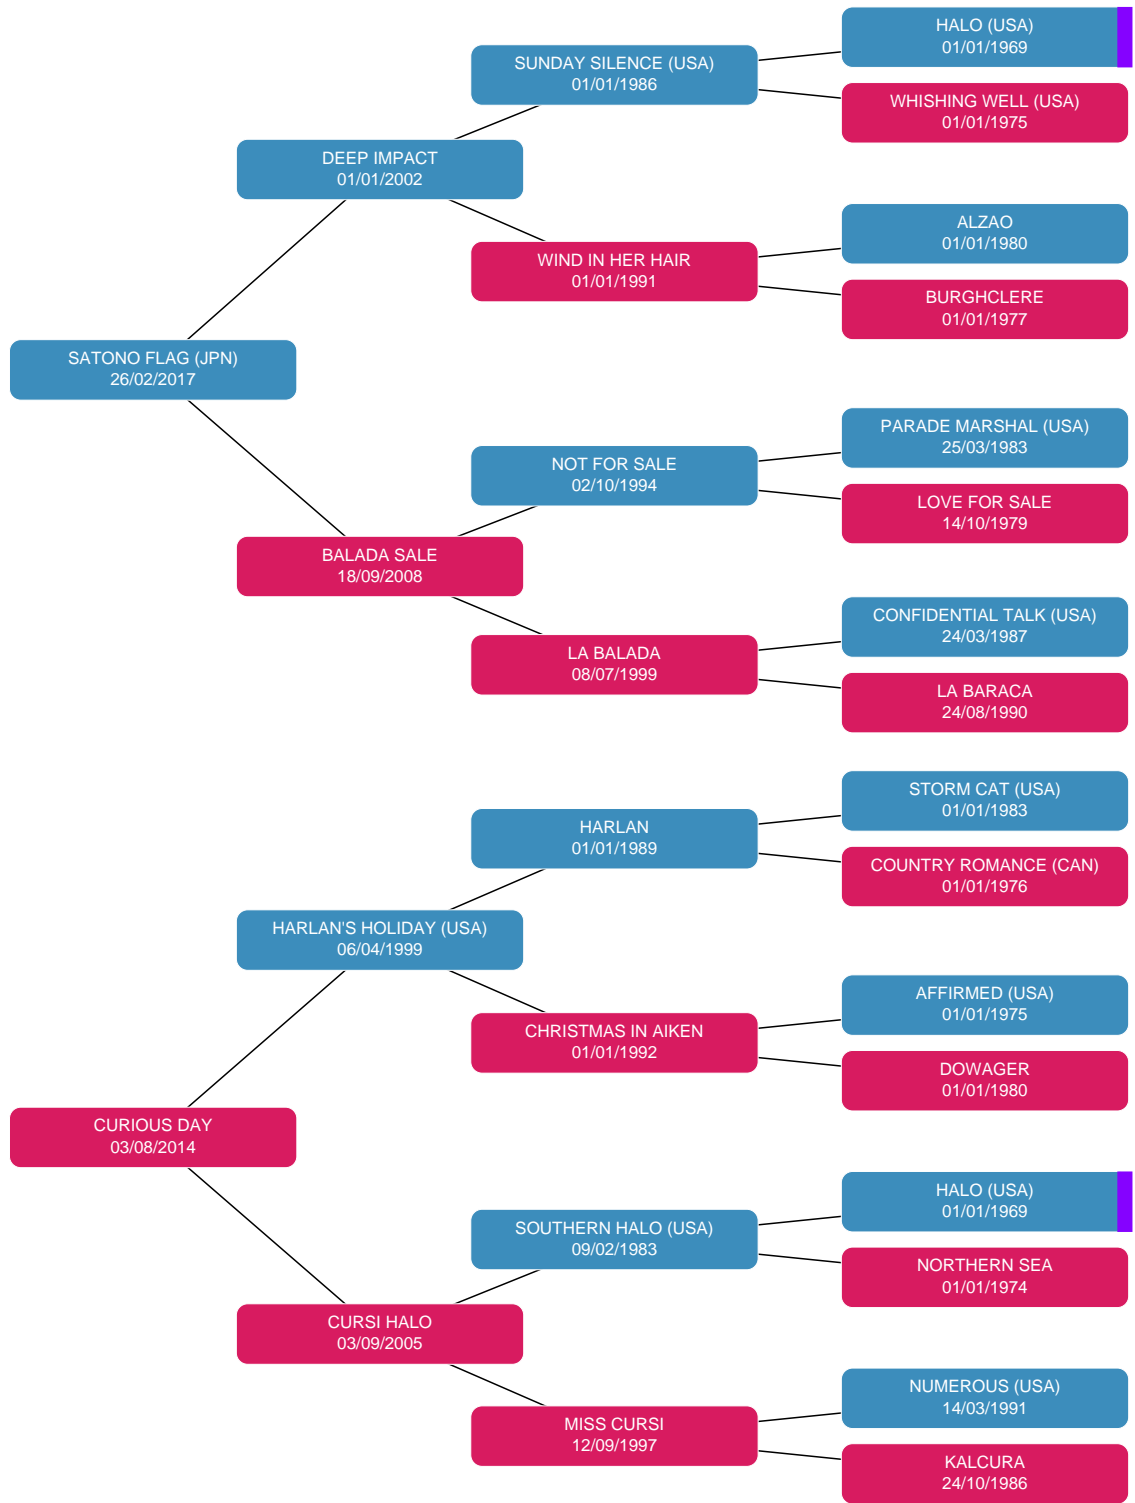 HALO (USA)
01/01/1969
SUNDAY SILENCE (USA)
01/01/1986
WHISHING WELL (USA)
01/01/1975
DEEP IMPACT
01/01/2002
ALZAO
01/01/1980
WIND IN HER HAIR
01/01/1991
BURGHCLERE
01/01/1977
SATONO FLAG (JPN)
26/02/2017
PARADE MARSHAL (USA)
25/03/1983
NOT FOR SALE
02/10/1994
LOVE FOR SALE
14/10/1979
BALADA SALE
18/09/2008
CONFIDENTIAL TALK (USA)
24/03/1987
LA BALADA
08/07/1999
LA BARACA
24/08/1990
STORM CAT (USA)
01/01/1983
HARLAN
01/01/1989
COUNTRY ROMANCE (CAN)
01/01/1976
HARLAN'S HOLIDAY (USA)
06/04/1999
AFFIRMED (USA)
01/01/1975
CHRISTMAS IN AIKEN
01/01/1992
DOWAGER
01/01/1980
CURIOUS DAY
03/08/2014
HALO (USA)
01/01/1969
SOUTHERN HALO (USA)
09/02/1983
NORTHERN SEA
01/01/1974
CURSI HALO
03/09/2005
NUMEROUS (USA)
14/03/1991
MISS CURSI
12/09/1997
KALCURA
24/10/1986